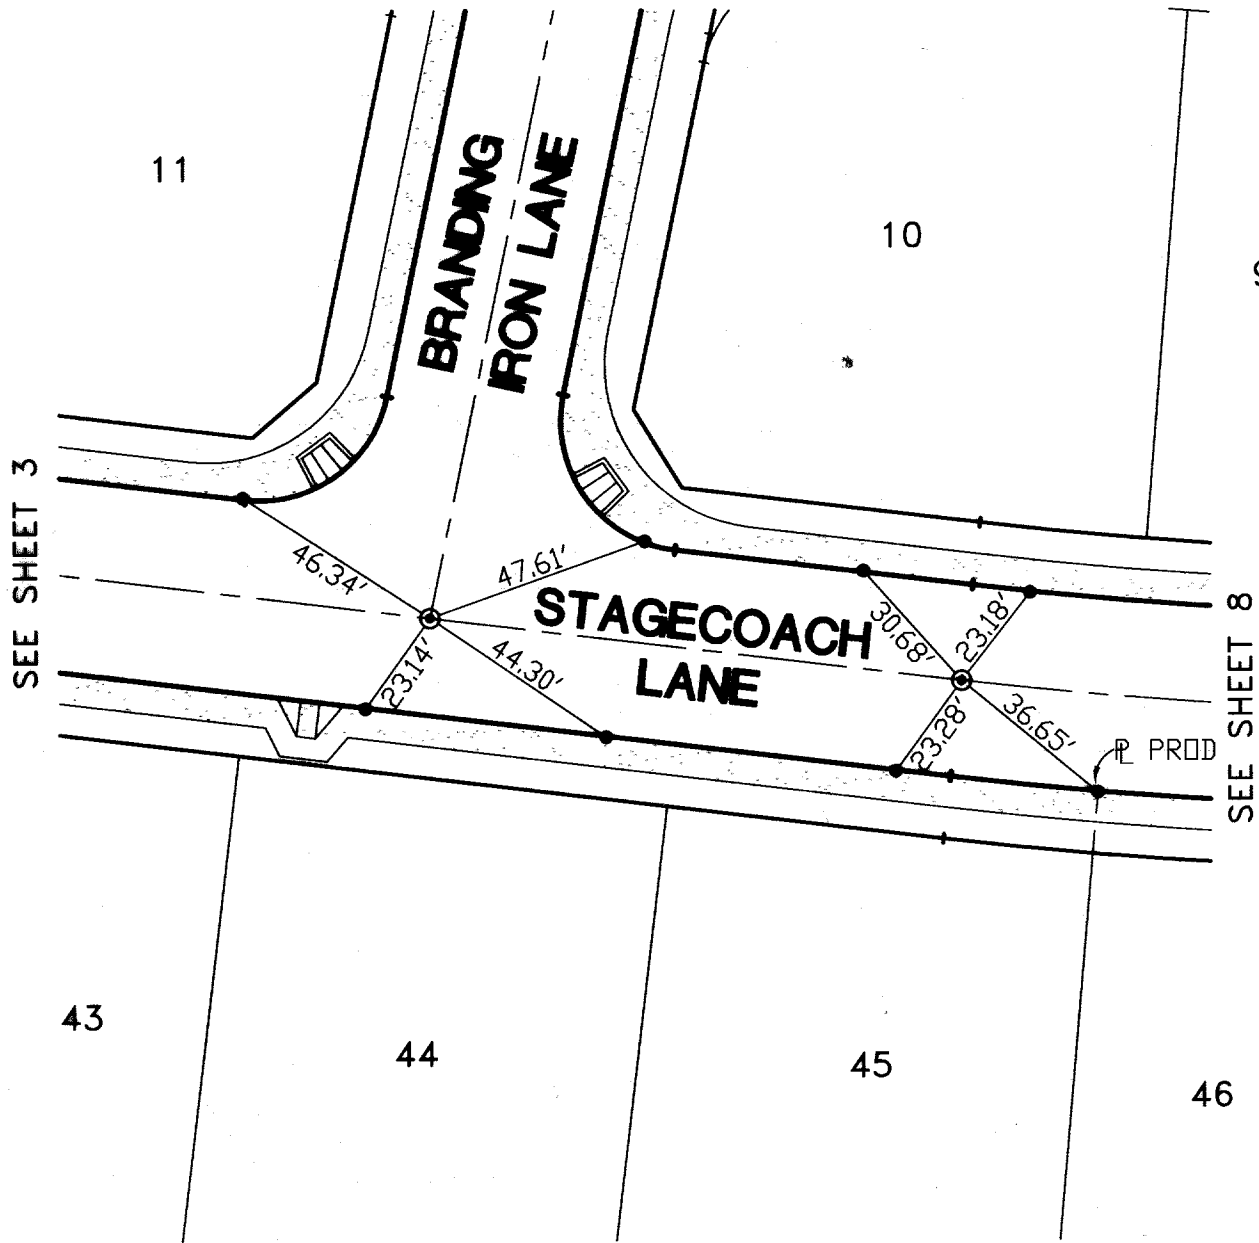 11
BRANDING
IRON LANE
10
SEE SHEET 3
46.34'
47.61'
STAGECOACH
LANE
30.68'
23.18'
23.14'
44.30'
23.28'
36.65'
PL PROD
SEE SHEET 8
43
44
45
46